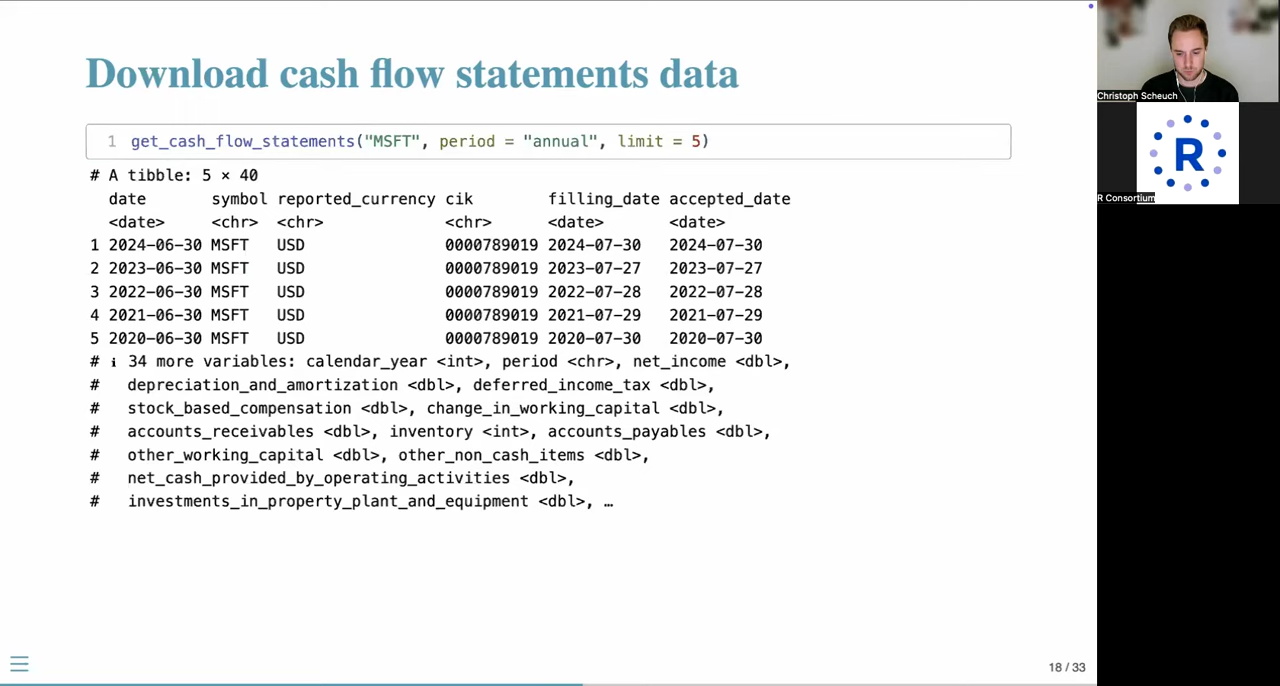 Download cash flow statements data
1 get_cash_flow_statements("MSFT", period = "annual", limit = 5)
# A tibble: 5 × 40
date symbol reported_currency cik filling_date accepted_date
<date> <chr> <chr> <chr> <date> <date>
1 2024-06-30 MSFT USD 0000789019 2024-07-30 2024-07-30
2 2023-06-30 MSFT USD 0000789019 2023-07-27 2023-07-27
3 2022-06-30 MSFT USD 0000789019 2022-07-28 2022-07-28
4 2021-06-30 MSFT USD 0000789019 2021-07-29 2021-07-29
5 2020-06-30 MSFT USD 0000789019 2020-07-30 2020-07-30
# ℹ 34 more variables: calendar_year <int>, period <chr>, net_income <dbl>,
# depreciation_and_amortization <dbl>, deferred_income_tax <dbl>,
# stock_based_compensation <dbl>, change_in_working_capital <dbl>,
# accounts_receivables <dbl>, inventory <int>, accounts_payables <dbl>,
# other_working_capital <dbl>, other_non_cash_items <dbl>,
# net_cash_provided_by_operating_activities <dbl>,
# investments_in_property_plant_and_equipment <dbl>, …
18 / 33
Christoph Scheuch
R
R Consortium